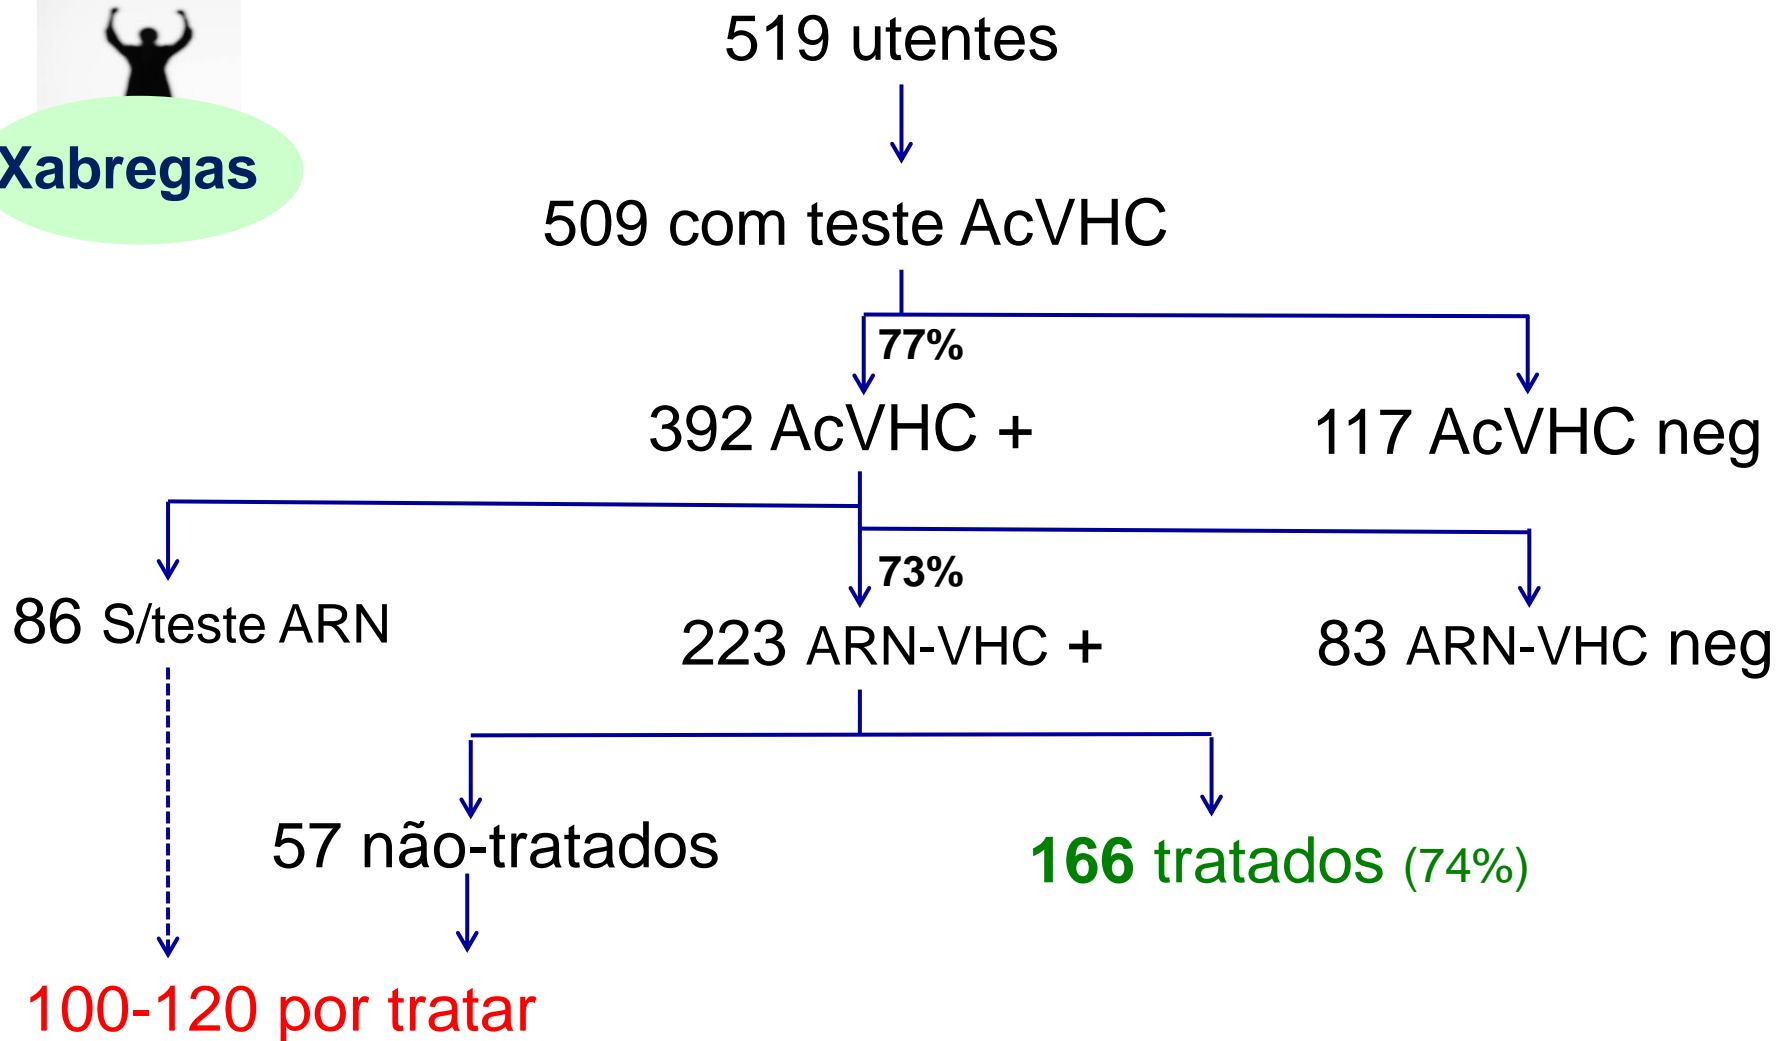 519 utentes
Xabregas
509 com teste AcVHC
77%
392 AcVHC +
117 AcVHC neg
73%
86 S/teste ARN
223 ARN-VHC +
83 ARN-VHC neg
57 não-tratados
166 tratados (74%)
100-120 por tratar